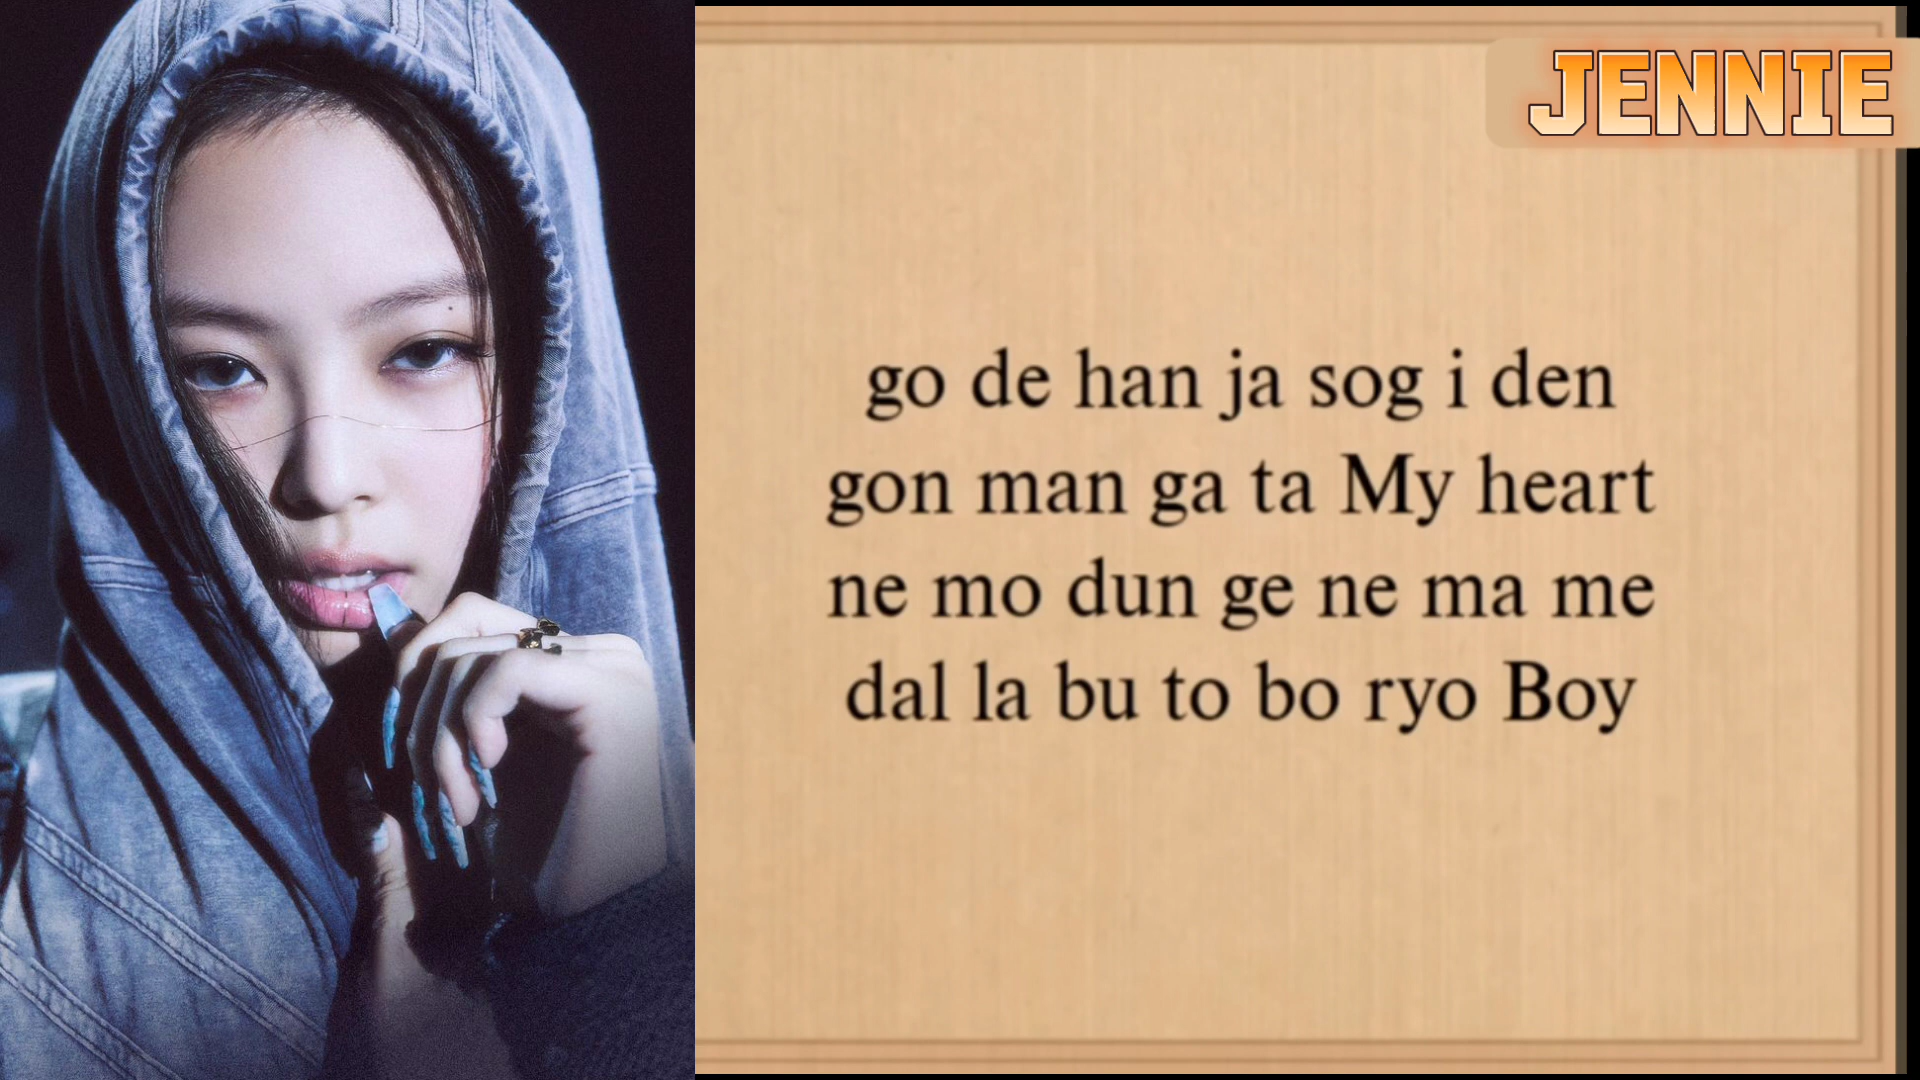 JENNIE
go de han ja sog i den
gon man ga ta My heart
ne mo dun ge ne ma me
dal la bu to bo ryo Boy